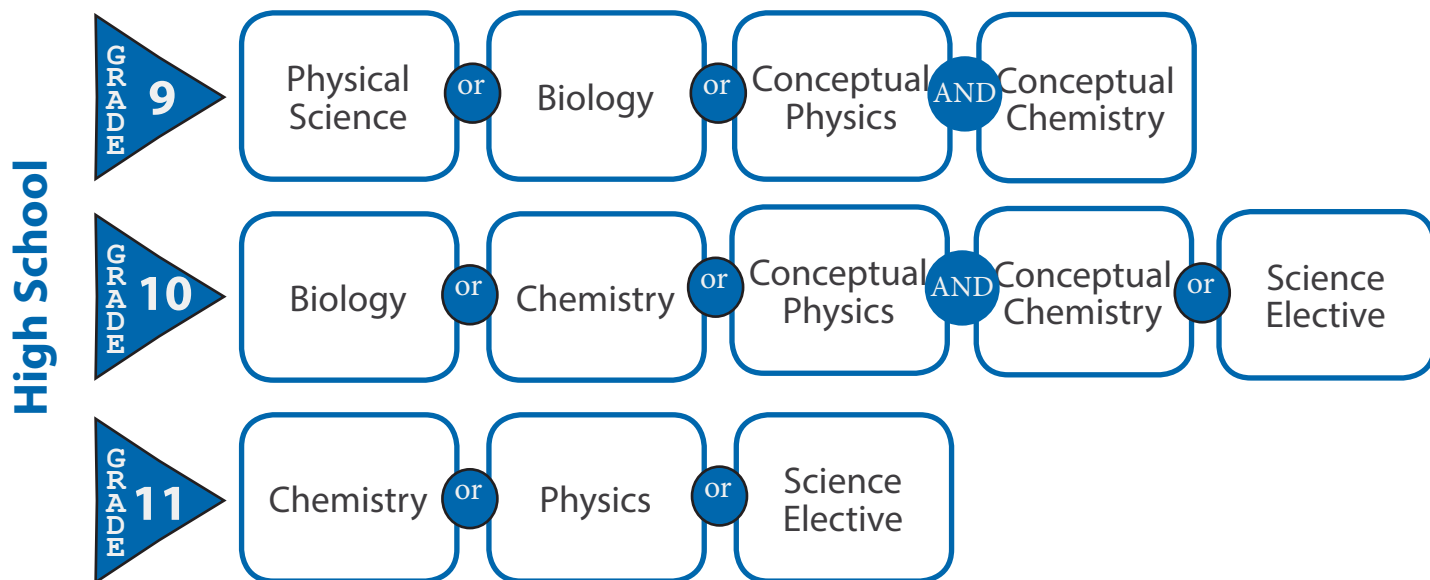 High School
GRADE 9
Physical
Science
or
Biology
or
Conceptual
Physics
AND
Conceptual
Chemistry
GRADE 10
Biology
or
Chemistry
or
Conceptual
Physics
AND
Conceptual
Chemistry
or
Science
Elective
GRADE 11
Chemistry
or
Physics
or
Science
Elective